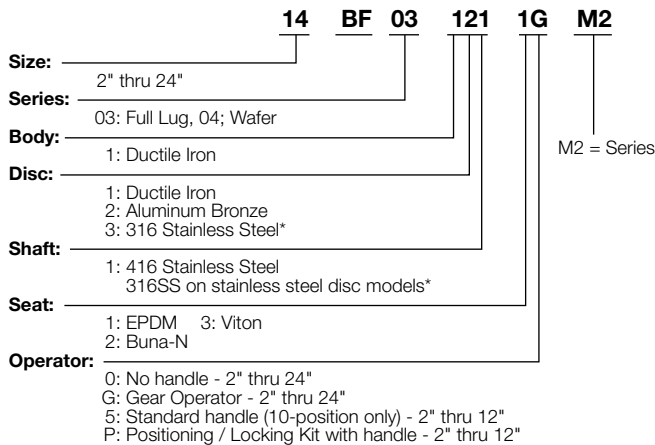 14 BF 03 121 1G M2
Size:
2" thru 24"
Series:
03: Full Lug, 04; Wafer
Body:
1: Ductile Iron
M2 = Series
Disc:
1: Ductile Iron
2: Aluminum Bronze
3: 316 Stainless Steel*
Shaft:
1: 416 Stainless Steel
316SS on stainless steel disc models*
Seat:
1: EPDM 3: Viton
2: Buna-N
Operator:
0: No handle - 2" thru 24"
G: Gear Operator - 2" thru 24"
5: Standard handle (10-position only) - 2" thru 12"
P: Positioning / Locking Kit with handle - 2" thru 12"